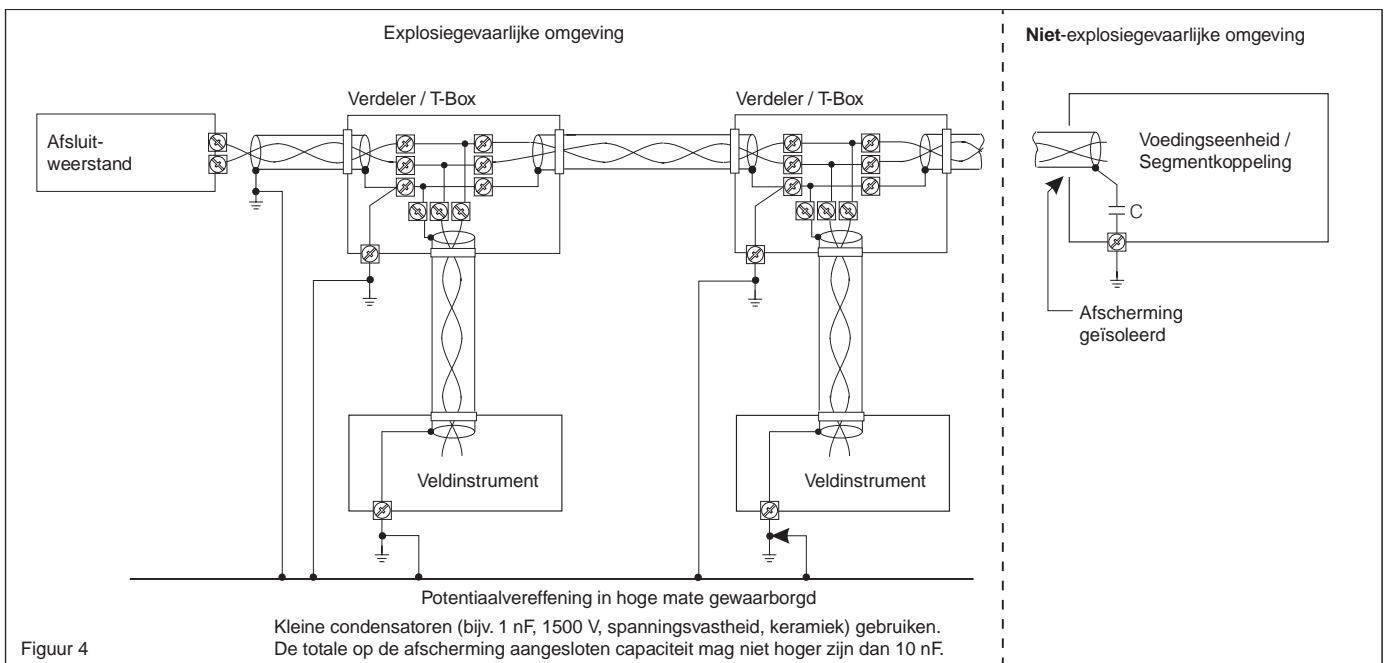 Explosiegevaarlijke omgeving
Niet-explosiegevaarlijke omgeving
Verdeler / T-Box
Verdeler / T-Box
Afsluit-
weerstand
Voedingseenheid /
Segmentkoppeling
C
Afscherming
geïsoleerd
Veldinstrument
Veldinstrument
Potentiaalvereffening in hoge mate gewaarborgd
Kleine condensatoren (bijv. 1 nF, 1500 V, spanningsvastheid, keramiek) gebruiken.
De totale op de afscherming aangesloten capaciteit mag niet hoger zijn dan 10 nF.
Figuur 4